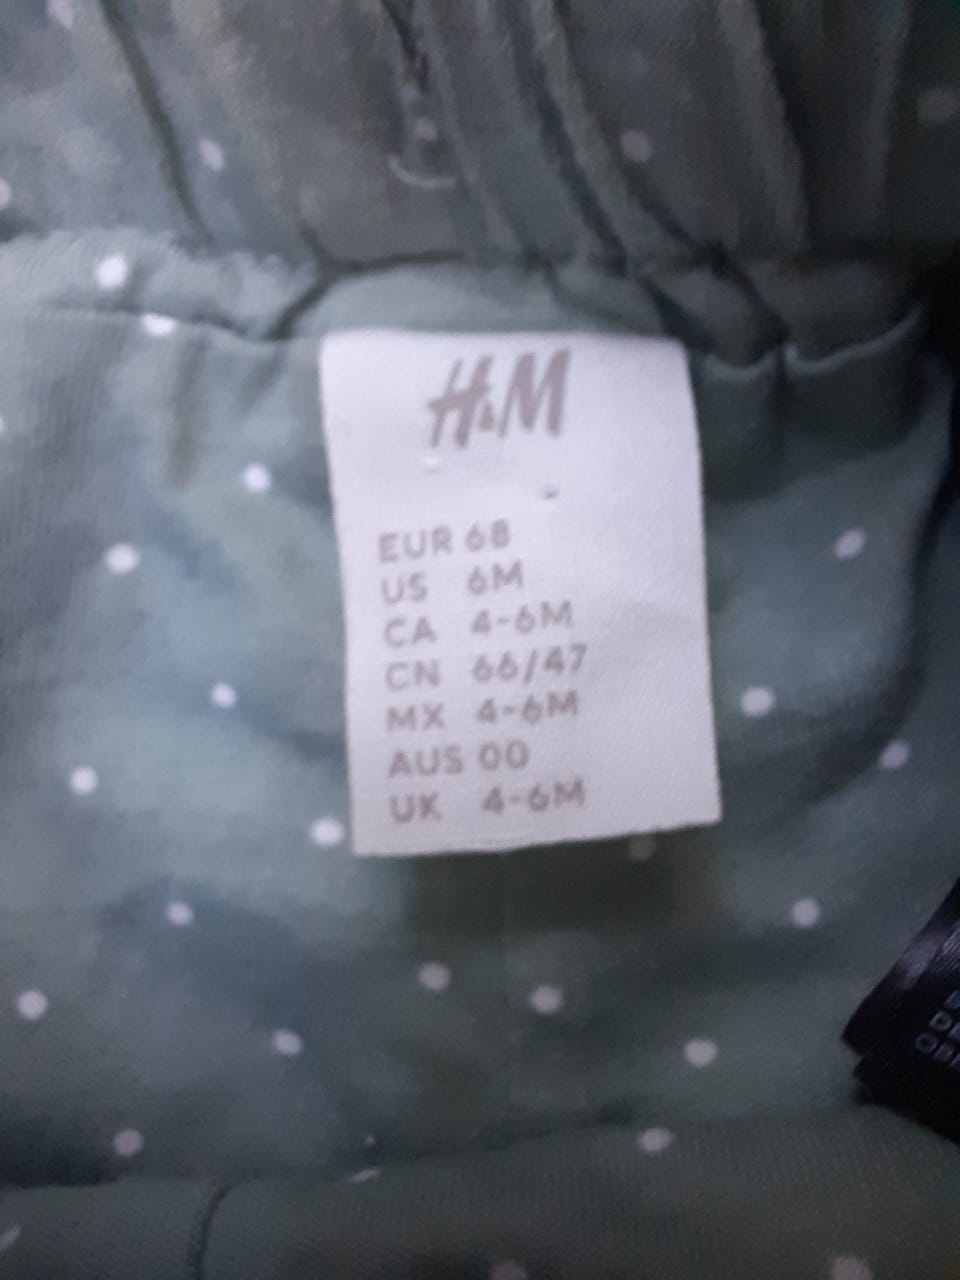 H&M
EUR 68
US 6M
CA 4-6M
CN 66/47
MX 4-6M
AUS 00
UK 4-6M